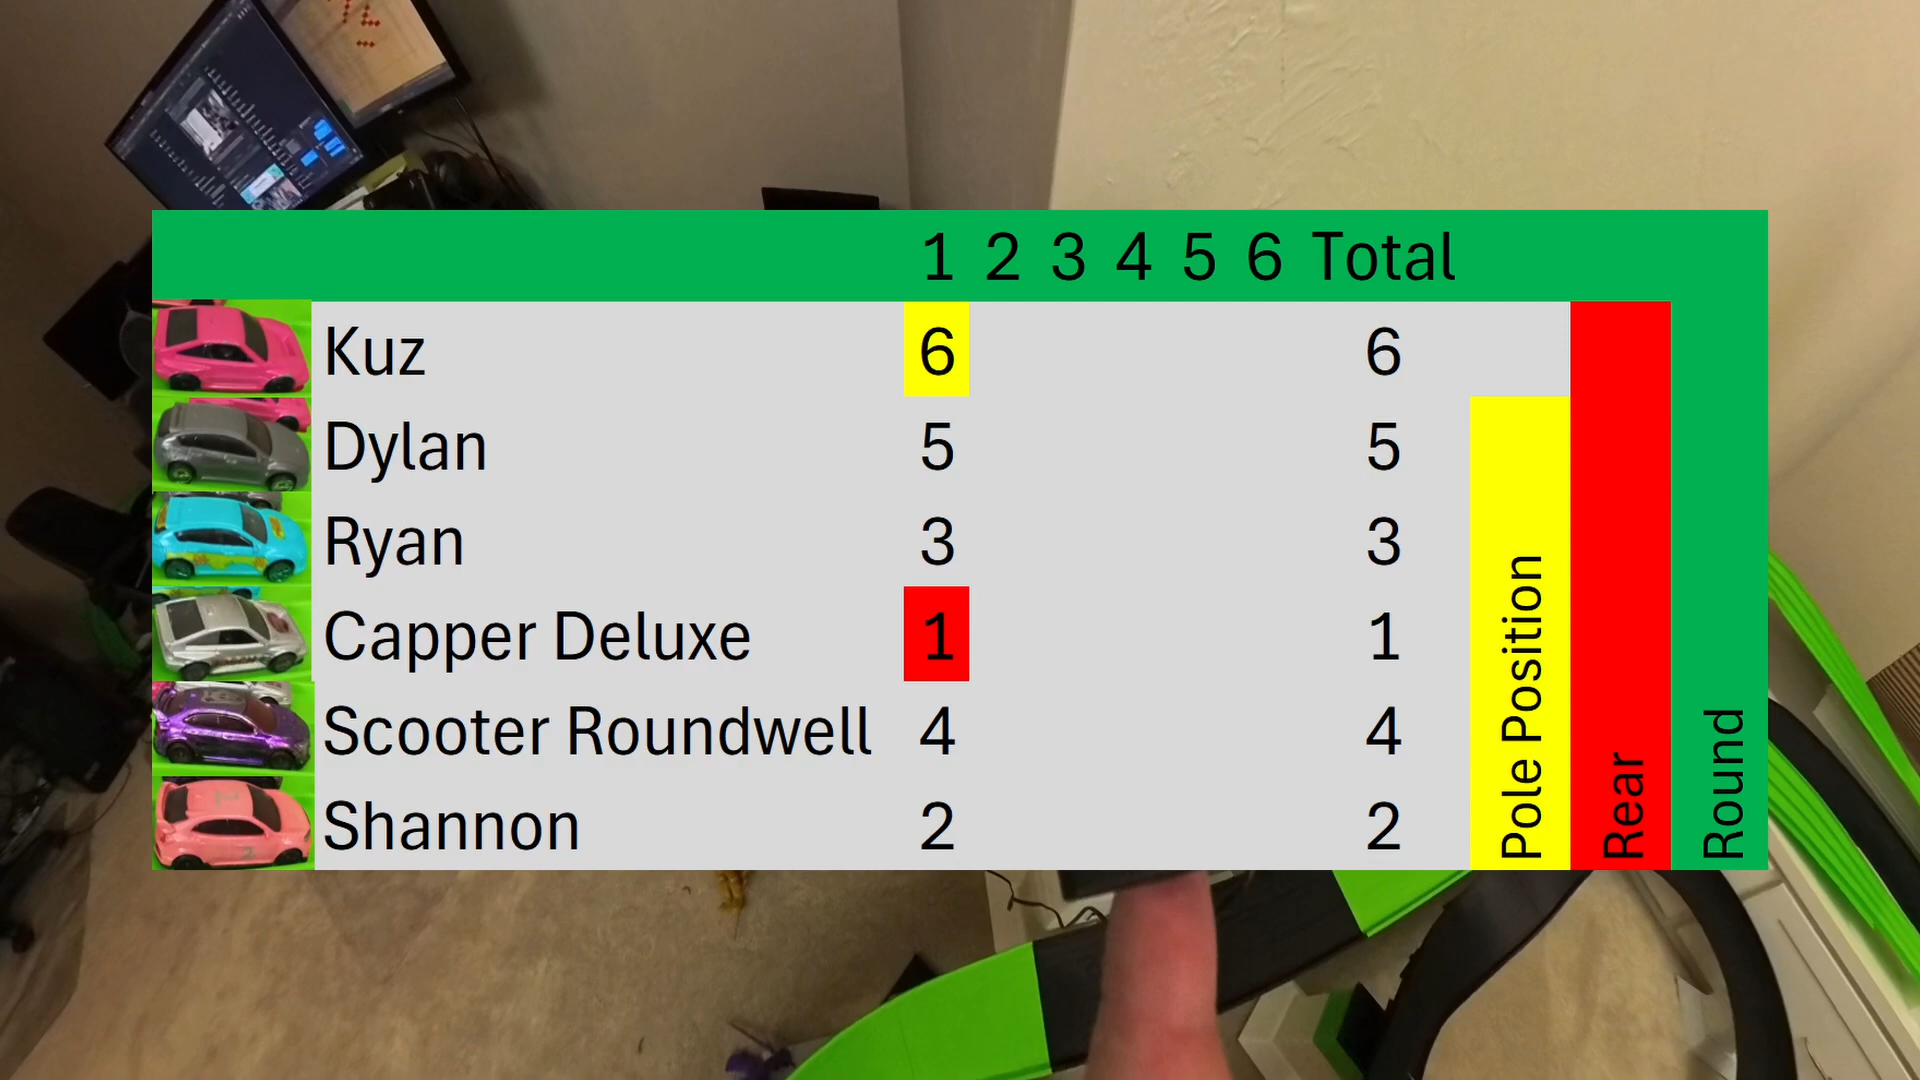 1 2 3 4 5 6 Total
Kuz 6 6
Dylan 5 5
Ryan 3 3
Capper Deluxe 1 1
Scooter Roundwell 4 4
Shannon 2 2
Pole Position
Rear
Round